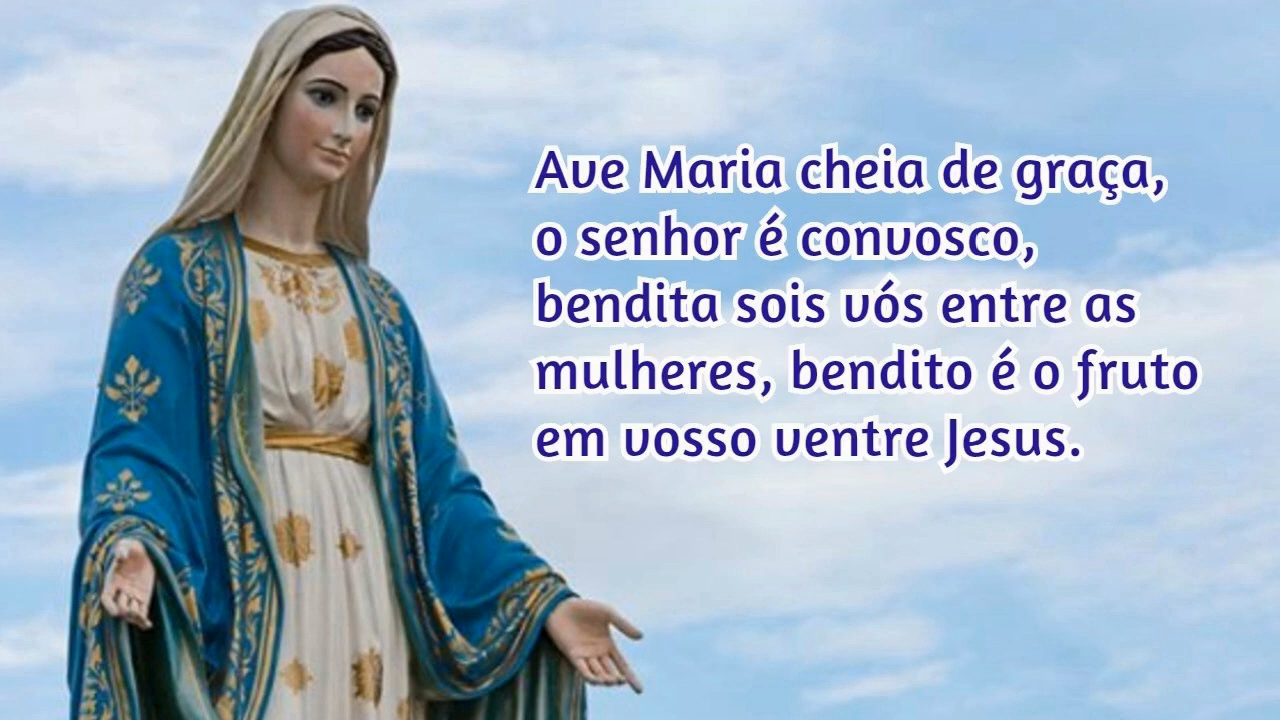 Ave Maria cheia de graça,
o senhor é convosco,
bendita sois vós entre as
mulheres, bendito é o fruto
em vosso ventre Jesus.